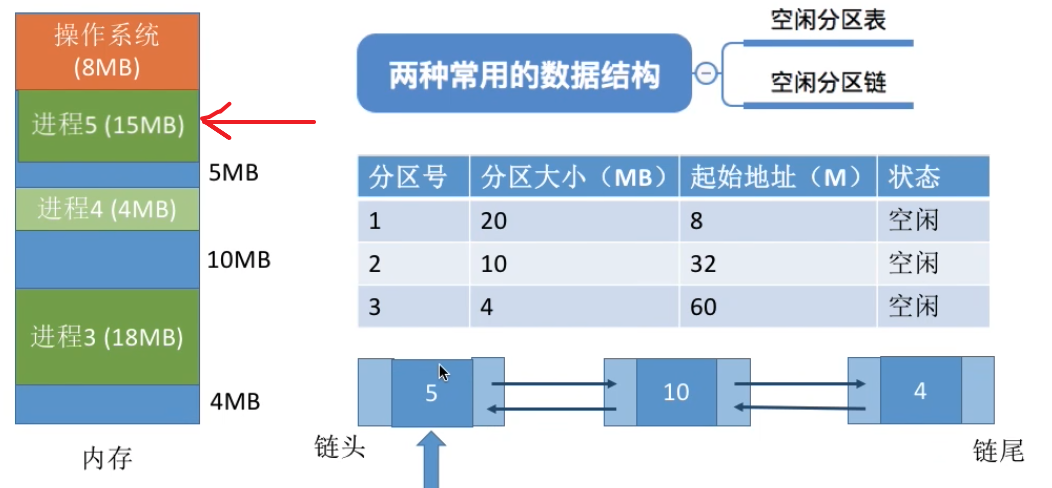 操作系统
(8MB)
进程5 (15MB)
5MB
进程4 (4MB)
10MB
进程3 (18MB)
4MB
内存
两种常用的数据结构
空闲分区表
空闲分区链
分区号 分区大小（MB） 起始地址（M） 状态
1 20 8 空闲
2 10 32 空闲
3 4 60 空闲
5 10 4
链头
链尾